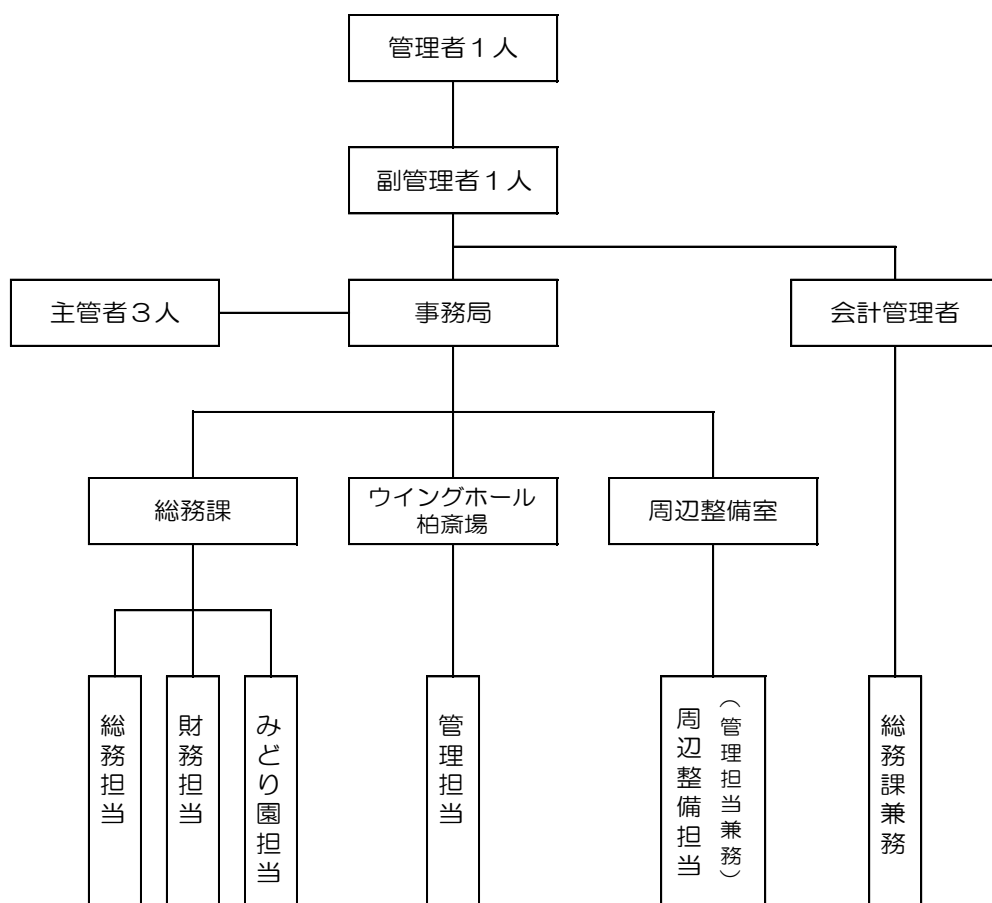 管理者１人
副管理者１人
主管者３人
事務局
会計管理者
総務課
ウイングホール
柏斎場
周辺整備室
総務担当
財務担当
みどり園担当
管理担当
周辺整備担当
（管理担当兼務）
総務課兼務